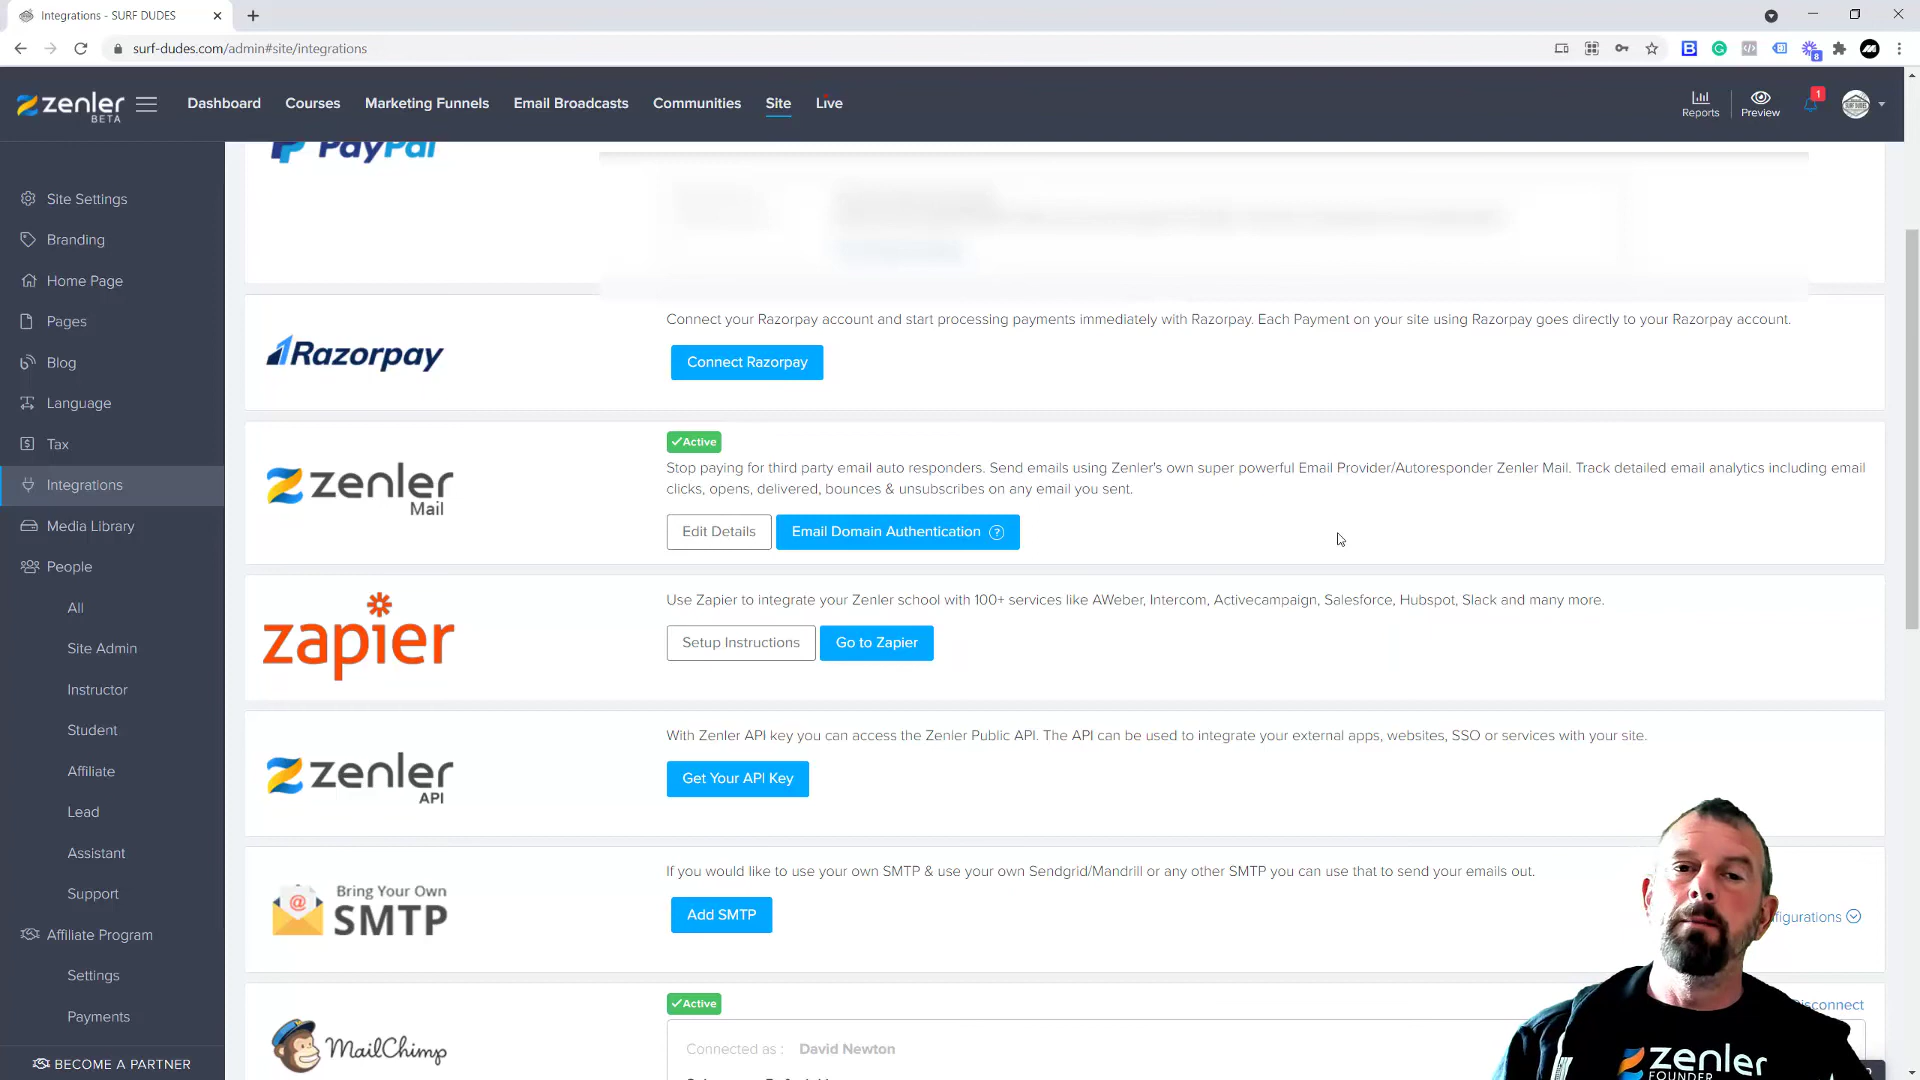 Integrations - SURF DUDES
surf-dudes.com/admin#site/integrations
B
8
zenler
BETA
Dashboard
Courses
Marketing Funnels
Email Broadcasts
Communities
Site
Live
Reports
Preview
1
Site Settings
Branding
Home Page
Pages
Blog
Language
Tax
Integrations
Media Library
People
All
Site Admin
Instructor
Student
Affiliate
Lead
Assistant
Support
Affiliate Program
Settings
Payments
BECOME A PARTNER
PayPal
Razorpay
Connect your Razorpay account and start processing payments immediately with Razorpay. Each Payment on your site using Razorpay goes directly to your Razorpay account.
Connect Razorpay
zenler
Mail
Active
Stop paying for third party email auto responders. Send emails using Zenler's own super powerful Email Provider/Autoresponder Zenler Mail. Track detailed email analytics including email
clicks, opens, delivered, bounces & unsubscribes on any email you sent.
Edit Details
Email Domain Authentication ?
zapier
Use Zapier to integrate your Zenler school with 100+ services like AWeber, Intercom, Activecampaign, Salesforce, Hubspot, Slack and many more.
Setup Instructions
Go to Zapier
zenler
API
With Zenler API key you can access the Zenler Public API. The API can be used to integrate your external apps, websites, SSO or services with your site.
Get Your API Key
Bring Your Own
SMTP
If you would like to use your own SMTP & use your own Sendgrid/Mandrill or any other SMTP you can use that to send your emails out.
Add SMTP
figurations
MailChimp
Active
Disconnect
Connected as : David Newton
zenler
FOUNDER